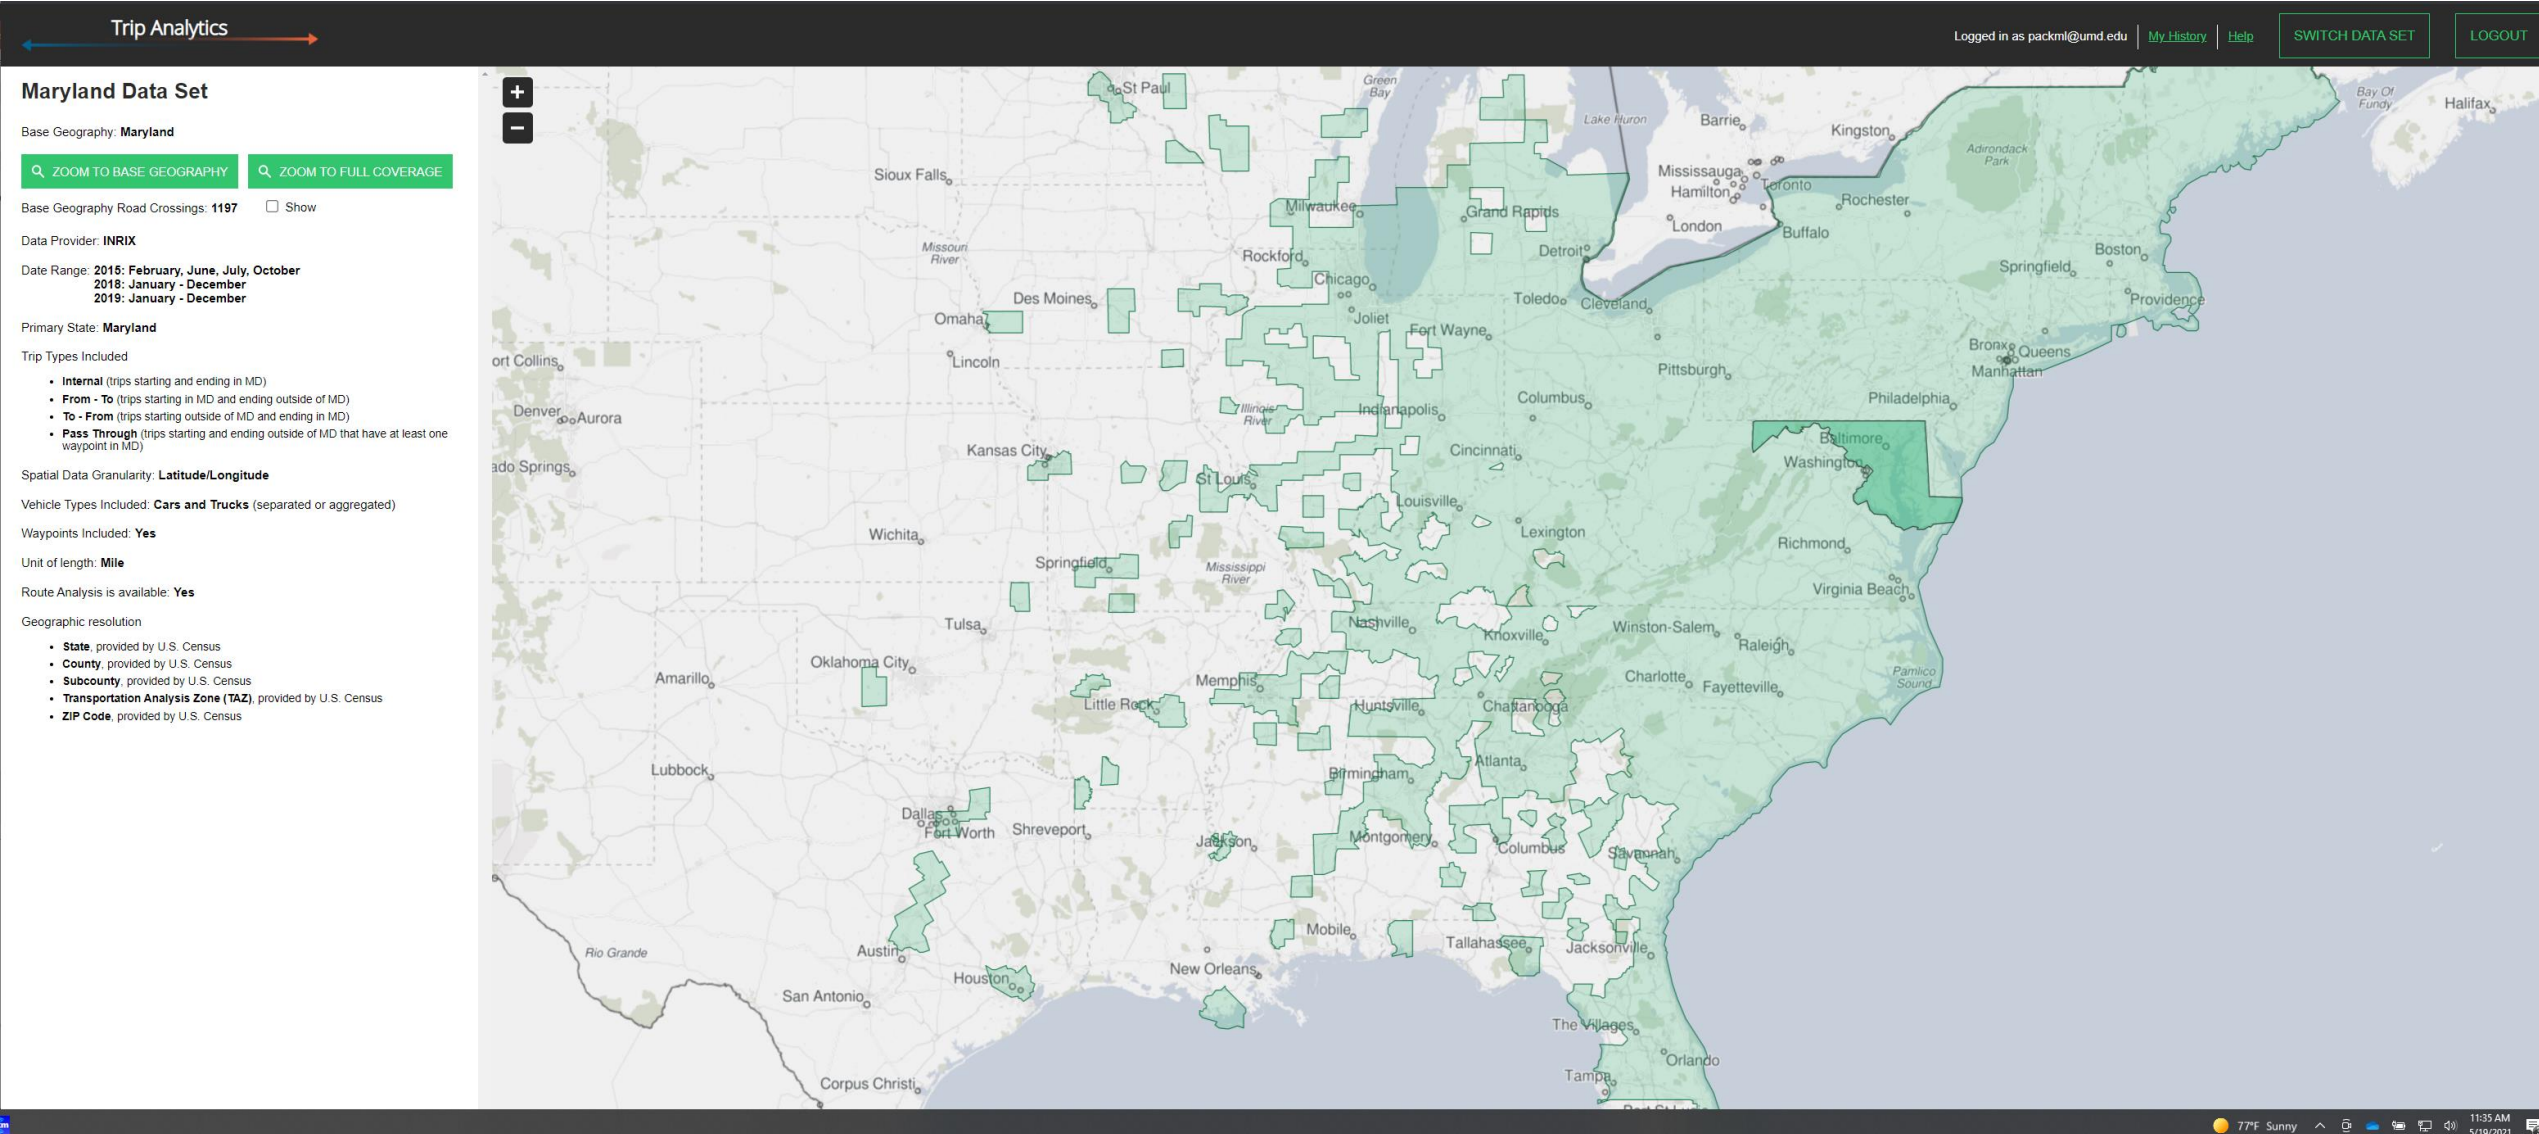 Trip Analytics
Logged in as packml@umd.edu
My History
Help
SWITCH DATA SET
LOGOUT
Maryland Data Set
Base Geography: Maryland
ZOOM TO BASE GEOGRAPHY
ZOOM TO FULL COVERAGE
Base Geography Road Crossings: 1197
Show
Data Provider: INRIX
Date Range: 2015: February, June, July, October
2018: January - December
2019: January - December
Primary State: Maryland
Trip Types Included
• Internal (trips starting and ending in MD)
• From - To (trips starting in MD and ending outside of MD)
• To - From (trips starting outside of MD and ending in MD)
• Pass Through (trips starting and ending outside of MD that have at least one
waypoint in MD)
Spatial Data Granularity: Latitude/Longitude
Vehicle Types Included: Cars and Trucks (separated or aggregated)
Waypoints Included: Yes
Unit of length: Mile
Route Analysis is available: Yes
Geographic resolution
• State, provided by U.S. Census
• County, provided by U.S. Census
• Subcounty, provided by U.S. Census
• Transportation Analysis Zone (TAZ), provided by U.S. Census
• ZIP Code, provided by U.S. Census
+
−
St Paul
Green
Bay
Lake Huron
Barrie
Kingston
Bay Of
Fundy
Halifax
Sioux Falls
Mississauga
Hamilton
Toronto
Adirondack
Park
Milwaukee
Grand Rapids
London
Rochester
Buffalo
Missouri
River
Rockford
Detroit
Boston
Springfield
Chicago
Des Moines
Toledo
Cleveland
Providence
Omaha
Joliet
Fort Wayne
Lincoln
ort Collins
Bronx
Queens
Manhattan
Pittsburgh
Denver
Aurora
Illinois
River
Indianapolis
Columbus
Philadelphia
Kansas City
Cincinnati
Baltimore
Washington
ado Springs
St Louis
Louisville
Wichita
Lexington
Richmond
Springfield
Mississippi
River
Virginia Beach
Tulsa
Nashville
Knoxville
Winston-Salem
Raleigh
Oklahoma City
Amarillo
Memphis
Charlotte
Fayetteville
Pamlico
Sound
Little Rock
Huntsville
Chattanooga
Lubbock
Birmingham
Atlanta
Dallas
Fort Worth
Shreveport
Jackson
Montgomery
Columbus
Savannah
Rio Grande
Austin
Mobile
Tallahassee
Jacksonville
Houston
New Orleans
San Antonio
The Villages
Orlando
Tampa
Corpus Christi
77°F Sunny
11:35 AM
5/19/2021